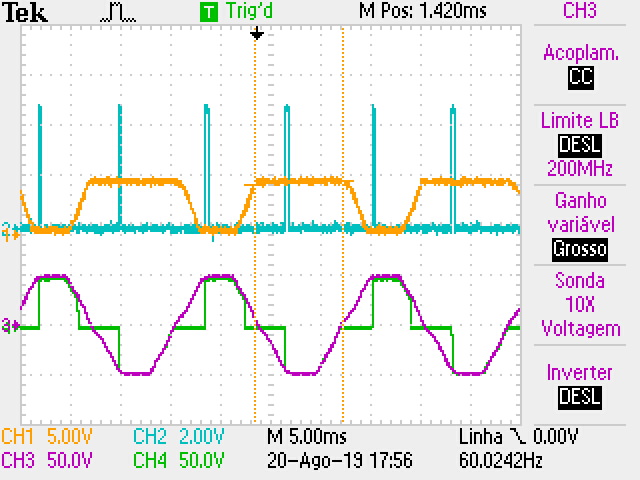 Tek T Trig'd M Pos: 1.420ms CH3
Acoplam.
CC
Limite LB
DESL
200MHz
Ganho
variável
Grosso
Sonda
10X
Voltagem
Inverter
DESL
CH1 5.00V CH2 2.00V M 5.00ms Linha 0.00V
CH3 50.0V CH4 50.0V 20-Ago-19 17:56 60.0242Hz